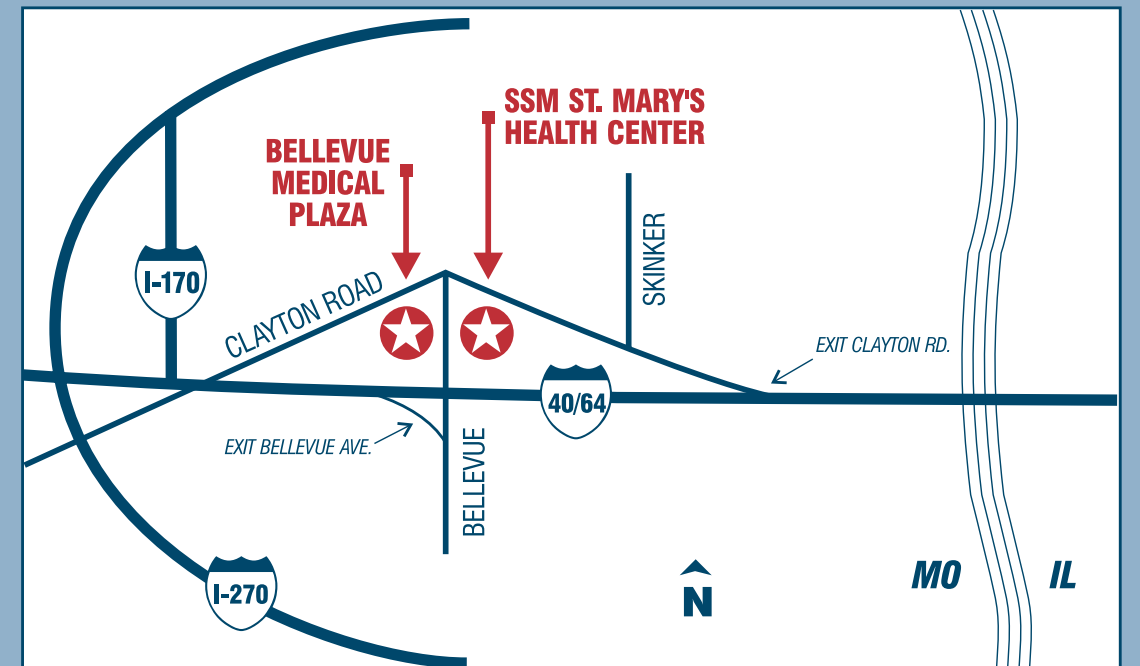 SSM ST. MARY'S
HEALTH CENTER
BELLEVUE
MEDICAL
PLAZA
SKINKER
I-170
CLAYTON ROAD
EXIT CLAYTON RD.
40/64
EXIT BELLEVUE AVE.
BELLEVUE
I-270
N
MO
IL